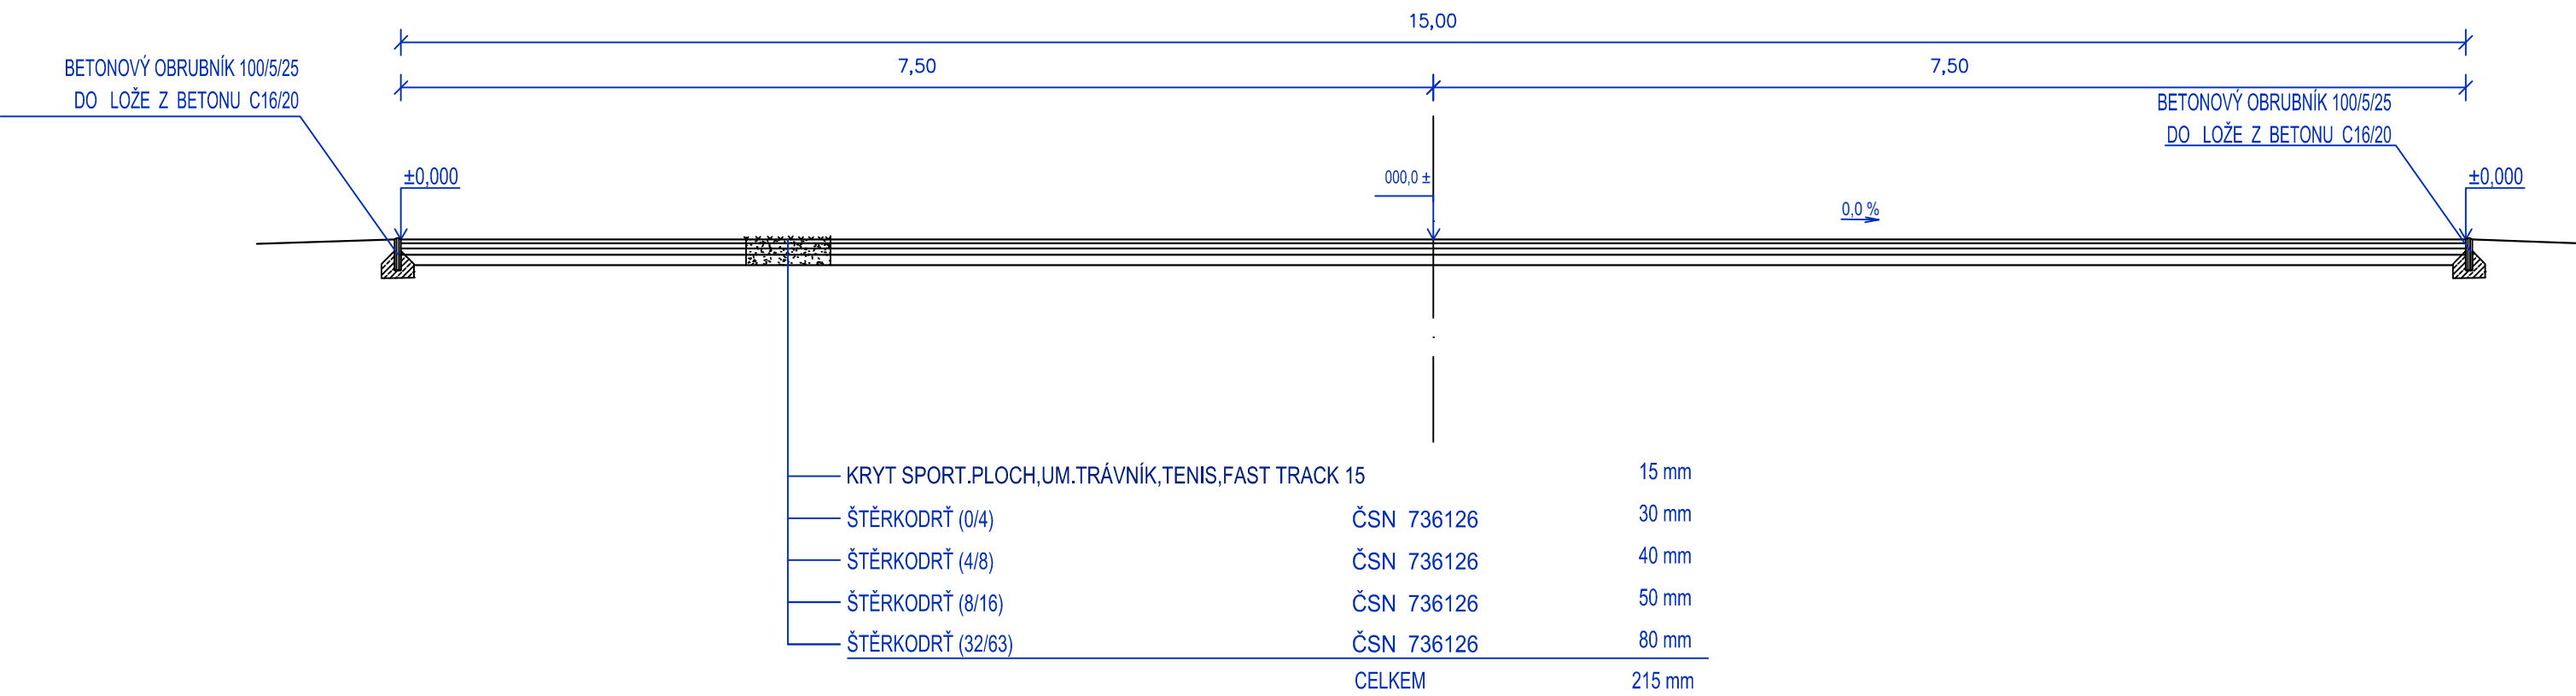 15,00
7,50
7,50
BETONOVÝ OBRUBNÍK 100/5/25
DO LOŽE Z BETONU C16/20
BETONOVÝ OBRUBNÍK 100/5/25
DO LOŽE Z BETONU C16/20
±0,000
000,0 ±
±0,000
0,0 %
KRYT SPORT.PLOCH,UM.TRÁVNÍK,TENIS,FAST TRACK 15 15 mm
ŠTĚRKODRŤ (0/4) ČSN 736126 30 mm
ŠTĚRKODRŤ (4/8) ČSN 736126 40 mm
ŠTĚRKODRŤ (8/16) ČSN 736126 50 mm
ŠTĚRKODRŤ (32/63) ČSN 736126 80 mm
CELKEM 215 mm